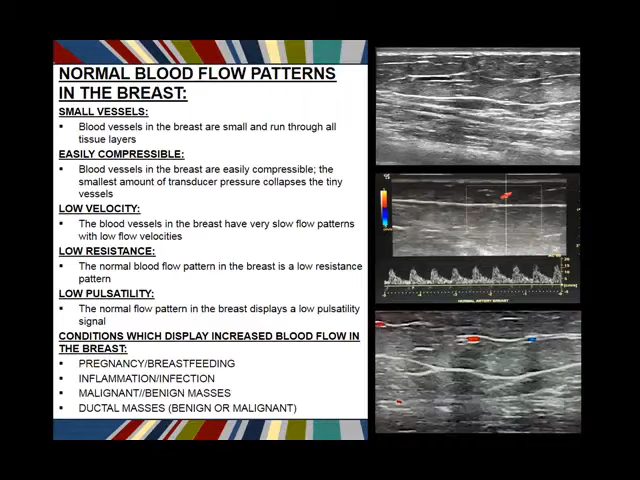 NORMAL BLOOD FLOW PATTERNS
IN THE BREAST:
SMALL VESSELS:
▪ Blood vessels in the breast are small and run through all
tissue layers
EASILY COMPRESSIBLE:
▪ Blood vessels in the breast are easily compressible; the
smallest amount of transducer pressure collapses the tiny
vessels
LOW VELOCITY:
▪ The blood vessels in the breast have very slow flow patterns
with low flow velocities
LOW RESISTANCE:
▪ The normal blood flow pattern in the breast is a low resistance
pattern
LOW PULSATILITY:
▪ The normal flow pattern in the breast displays a low pulsatility
signal
CONDITIONS WHICH DISPLAY INCREASED BLOOD FLOW IN
THE BREAST:
▪ PREGNANCY/BREASTFEEDING
▪ INFLAMMATION/INFECTION
▪ MALIGNANT//BENIGN MASSES
▪ DUCTAL MASSES (BENIGN OR MALIGNANT)
NORMAL ARTERY BREAST